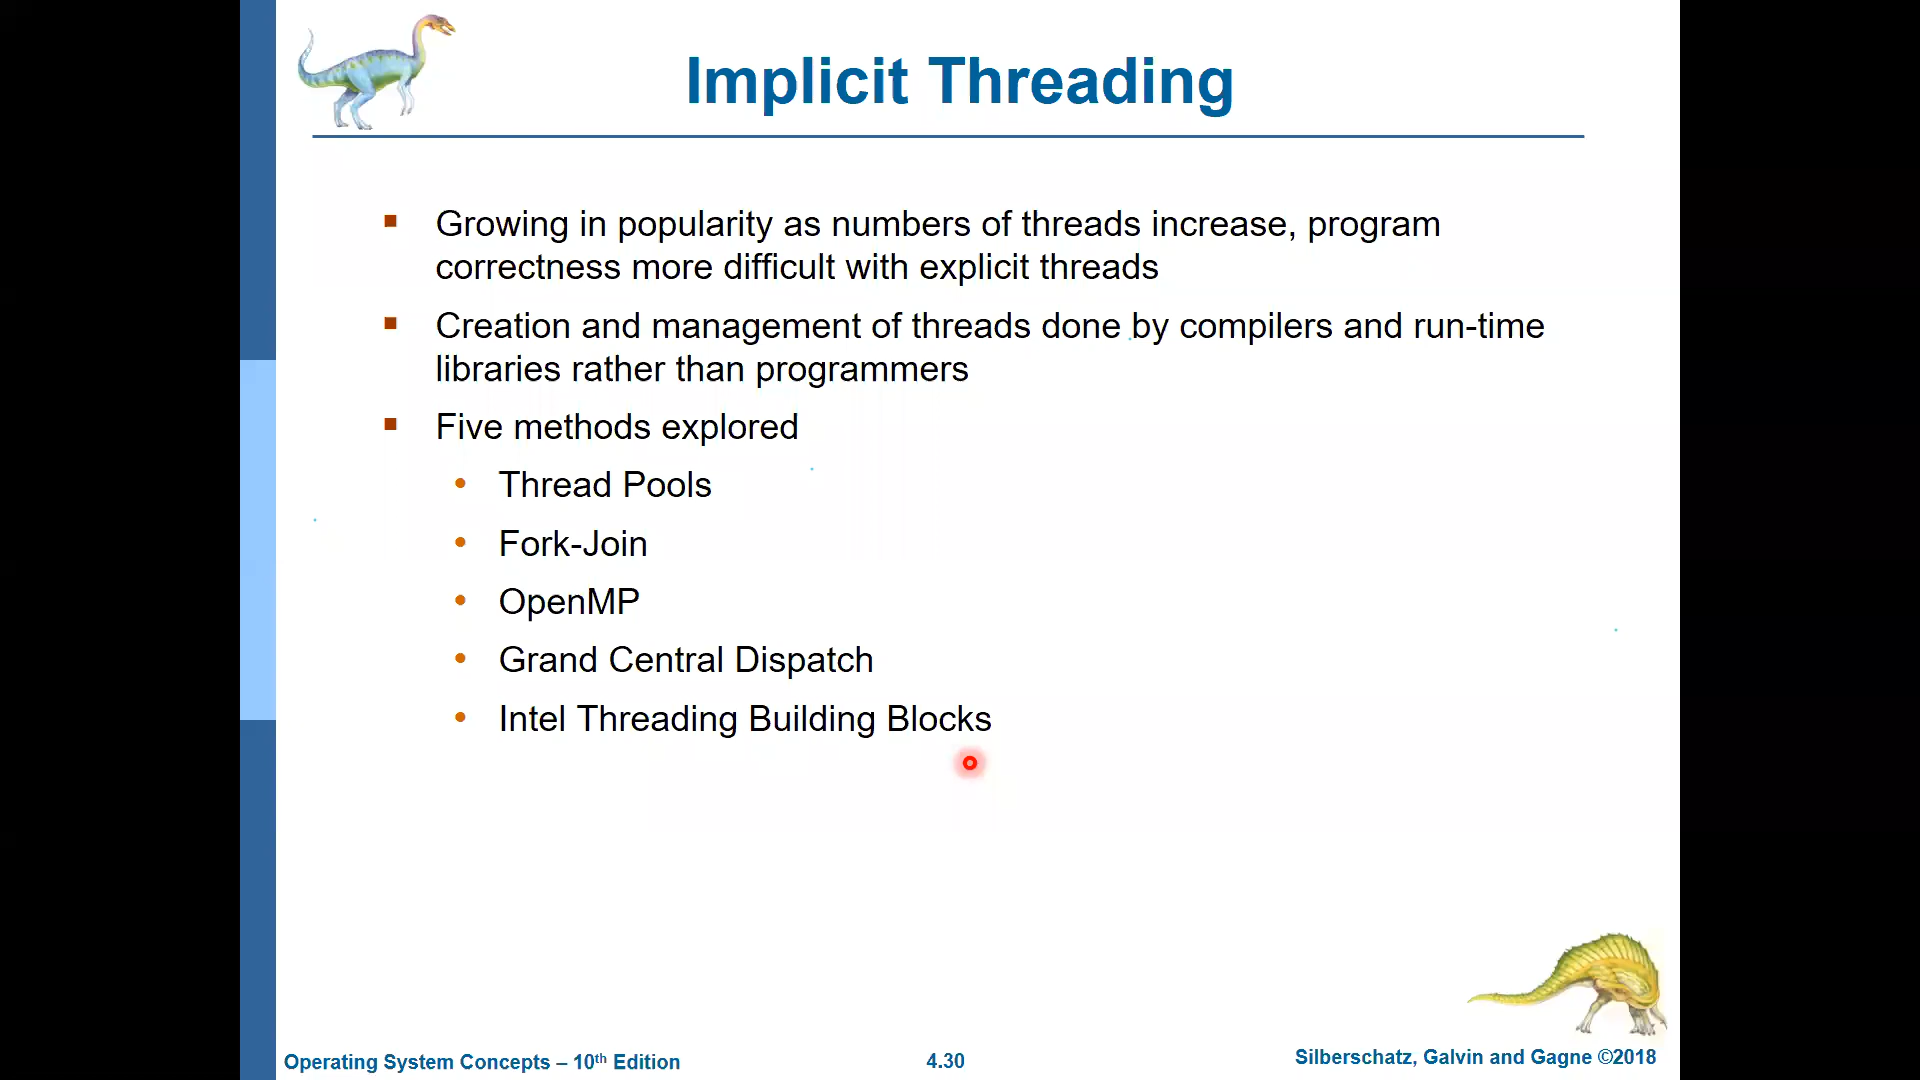 Implicit Threading
Growing in popularity as numbers of threads increase, program
correctness more difficult with explicit threads
Creation and management of threads done by compilers and run-time
libraries rather than programmers
Five methods explored
Thread Pools
Fork-Join
OpenMP
Grand Central Dispatch
Intel Threading Building Blocks
Operating System Concepts – 10th Edition
4.30
Silberschatz, Galvin and Gagne ©2018